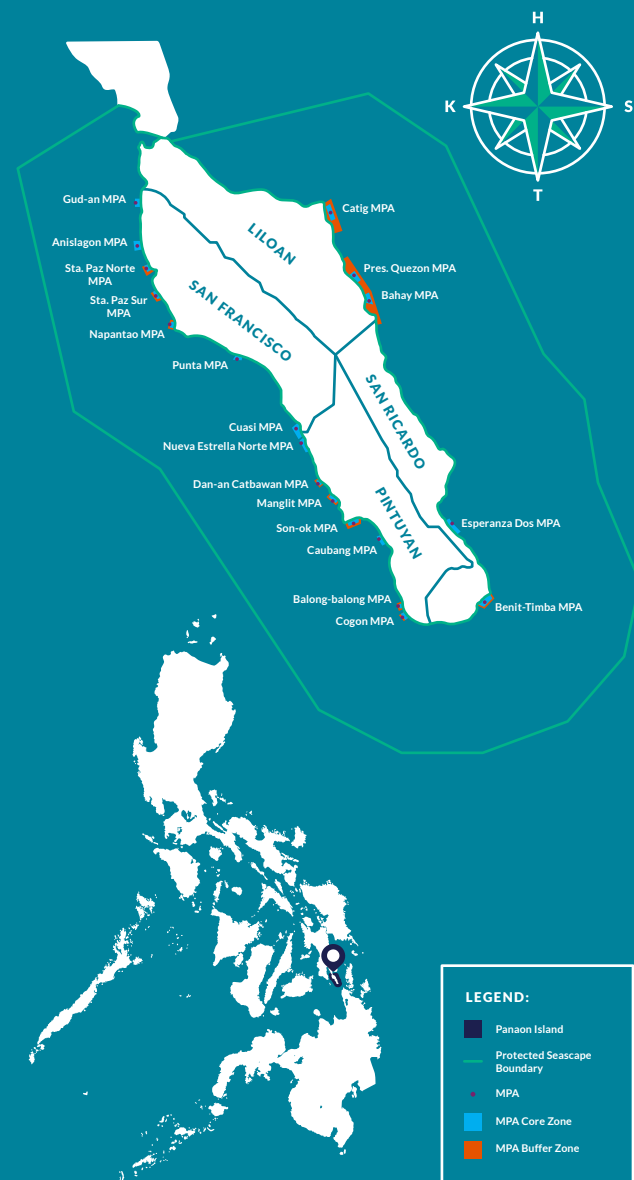 H
K
S
T
Gud-an MPA
Catig MPA
Anislagon MPA
LILOAN
Sta. Paz Norte
MPA
Pres. Quezon MPA
Sta. Paz Sur
MPA
Bahay MPA
SAN FRANCISCO
Napantao MPA
Punta MPA
SAN RICARDO
Cuasi MPA
Nueva Estrella Norte MPA
Dan-an Catbawan MPA
Manglit MPA
PINTUYAN
Son-ok MPA
Esperanza Dos MPA
Caubang MPA
Balong-balong MPA
Benit-Timba MPA
Cogon MPA
LEGEND:
Panaon Island
Protected Seascape
Boundary
MPA
MPA Core Zone
MPA Buffer Zone